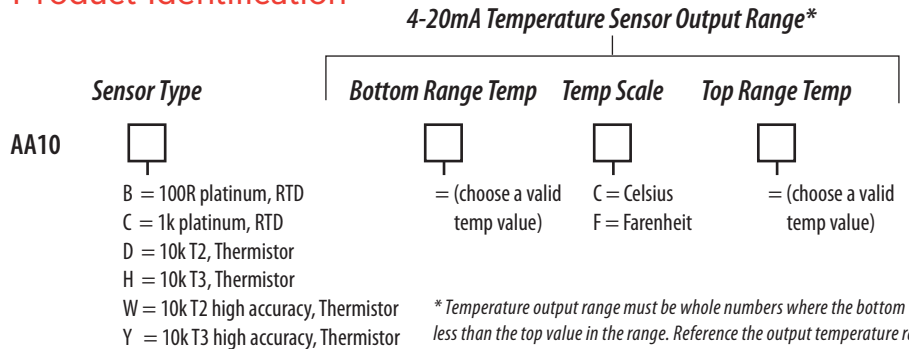 Product Identification
4-20mA Temperature Sensor Output Range*
Sensor Type Bottom Range Temp Temp Scale Top Range Temp
AA10
B = 100R platinum, RTD = (choose a valid C = Celsius = (choose a valid
C = 1k platinum, RTD temp value) F = Farenheit temp value)
D = 10k T2, Thermistor
H = 10k T3, Thermistor
W = 10k T2 high accuracy, Thermistor * Temperature output range must be whole numbers where the bottom
Y = 10k T3 high accuracy, Thermistor less than the top value in the range. Reference the output temperature